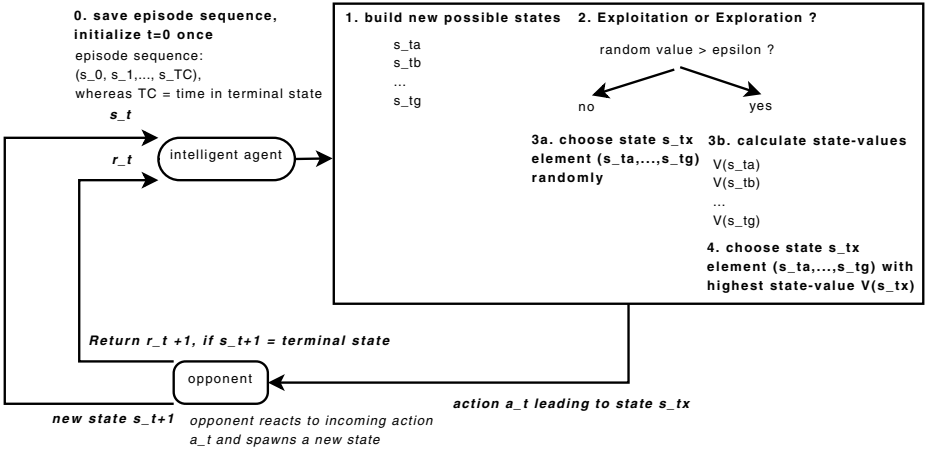 0. save episode sequence,
initialize t=0 once
episode sequence:
(s_0, s_1,..., s_TC),
whereas TC = time in terminal state
s_t
r_t
intelligent agent
1. build new possible states
s_ta
s_tb
...
s_tg
2. Exploitation or Exploration ?
random value > epsilon ?
no
yes
3a. choose state s_tx
element (s_ta,...,s_tg)
randomly
3b. calculate state-values
V(s_ta)
V(s_tb)
...
V(s_tg)
4. choose state s_tx
element (s_ta,...,s_tg) with
highest state-value V(s_tx)
Return r_t +1, if s_t+1 = terminal state
opponent
action a_t leading to state s_tx
new state s_t+1
opponent reacts to incoming action
a_t and spawns a new state